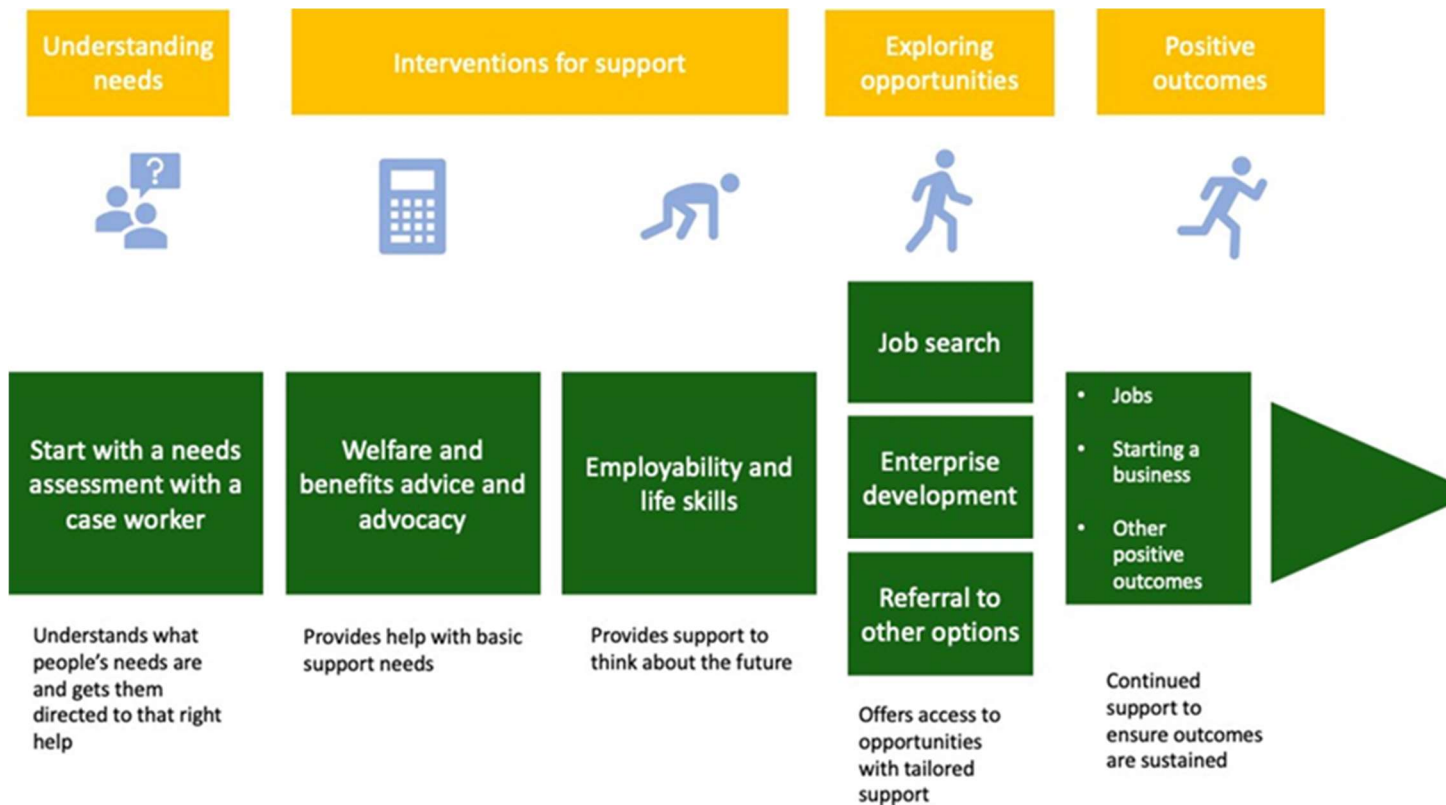 Understanding
needs
Interventions for support
Exploring
opportunities
Positive
outcomes
?
Start with a needs
assessment with a
case worker
Welfare and
benefits advice and
advocacy
Employability and
life skills
Job search
Enterprise
development
Referral to
other options
• Jobs
• Starting a
business
• Other
positive
outcomes
Understands what
people's needs are
and gets them
directed to that right
help
Provides help with basic
support needs
Provides support to
think about the future
Offers access to
opportunities
with tailored
support
Continued
support to
ensure outcomes
are sustained